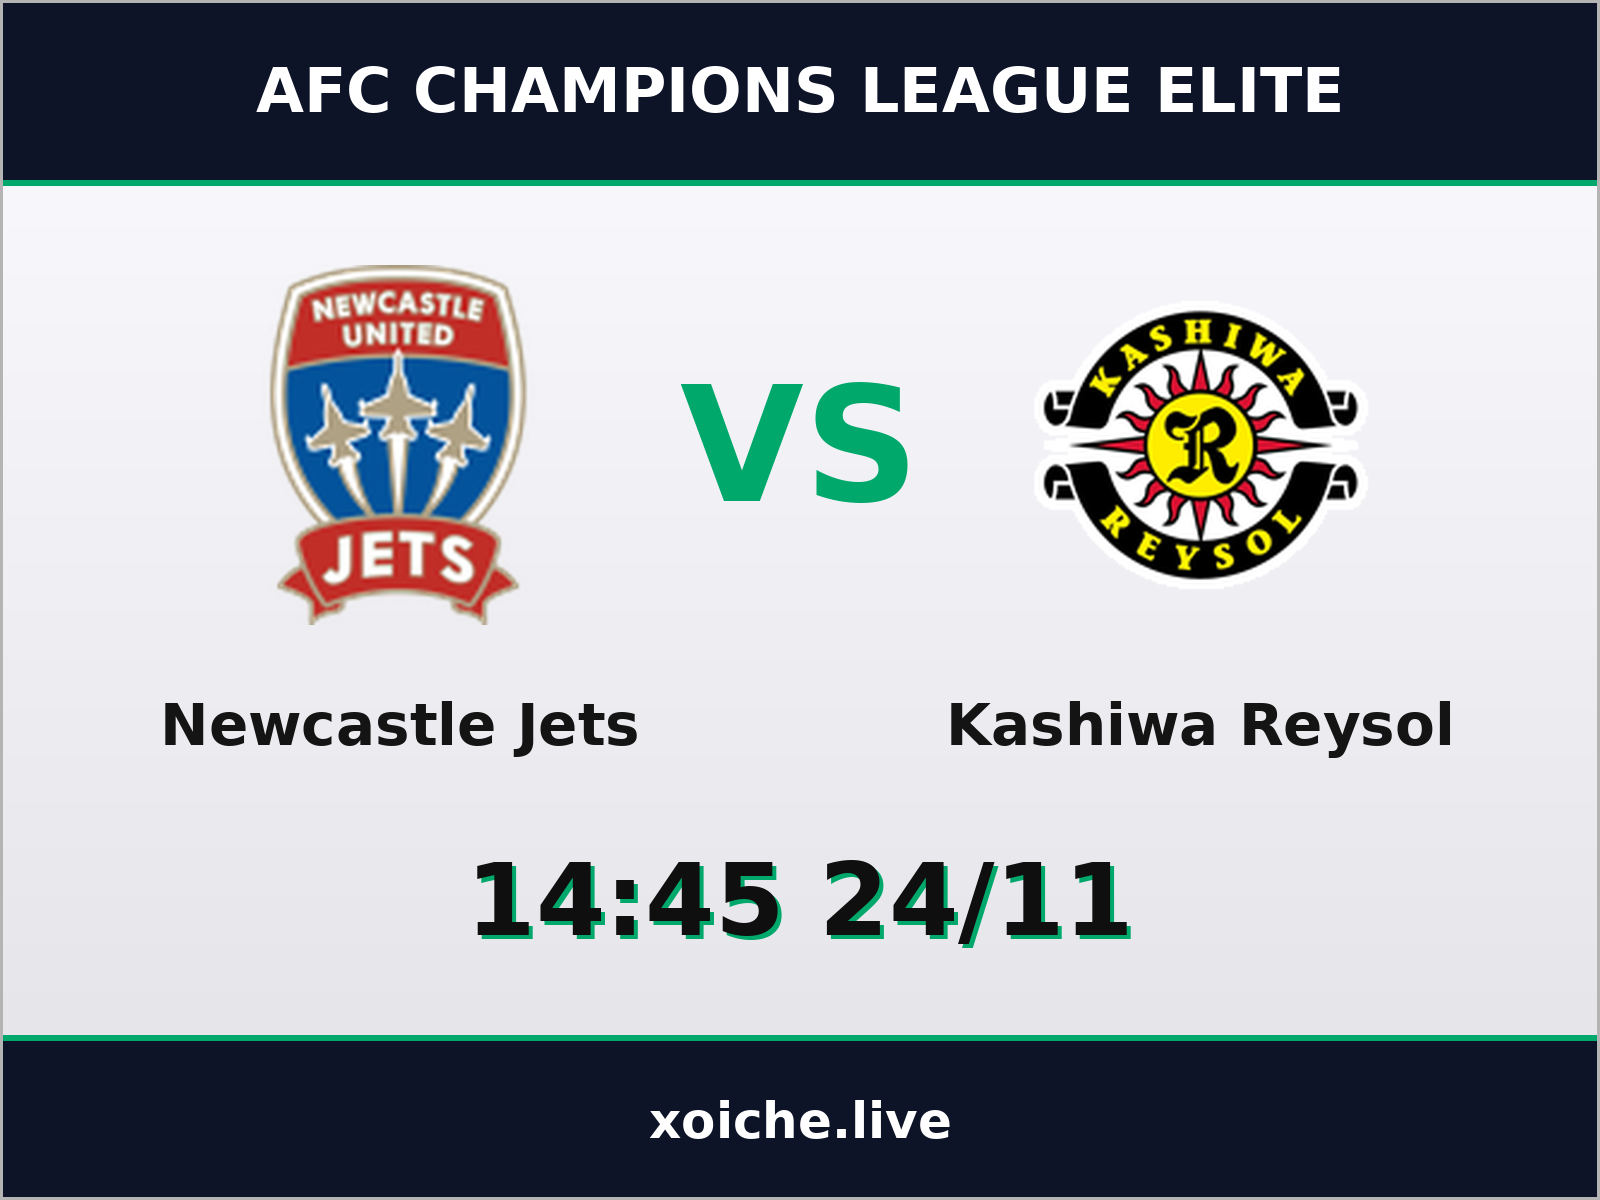 AFC CHAMPIONS LEAGUE ELITE
NEWCASTLE
UNITED
JETS
VS
KASHIWA
R
REYSOL
Newcastle Jets
Kashiwa Reysol
14:45 24/11
xoiche.live